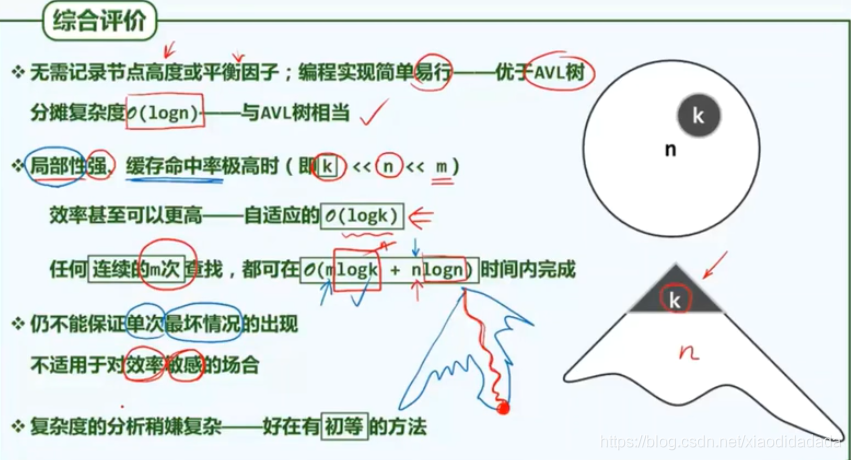 综合评价
❖ 无需记录节点高度或平衡因子；编程实现简单易行——优于AVL树
分摊复杂度O(logn)——与AVL树相当
❖ 局部性强、缓存命中率极高时（即 k << n << m）
效率甚至可以更高——自适应的O(logk)
任何连续的m次查找，都可在O(mlogk + nlogn)时间内完成
❖ 仍不能保证单次最坏情况的出现
不适用于对效率敏感的场合
❖ 复杂度的分析稍嫌复杂——好在有初等的方法
k
n
k
n
https://blog.csdn.net/xiaodidadada